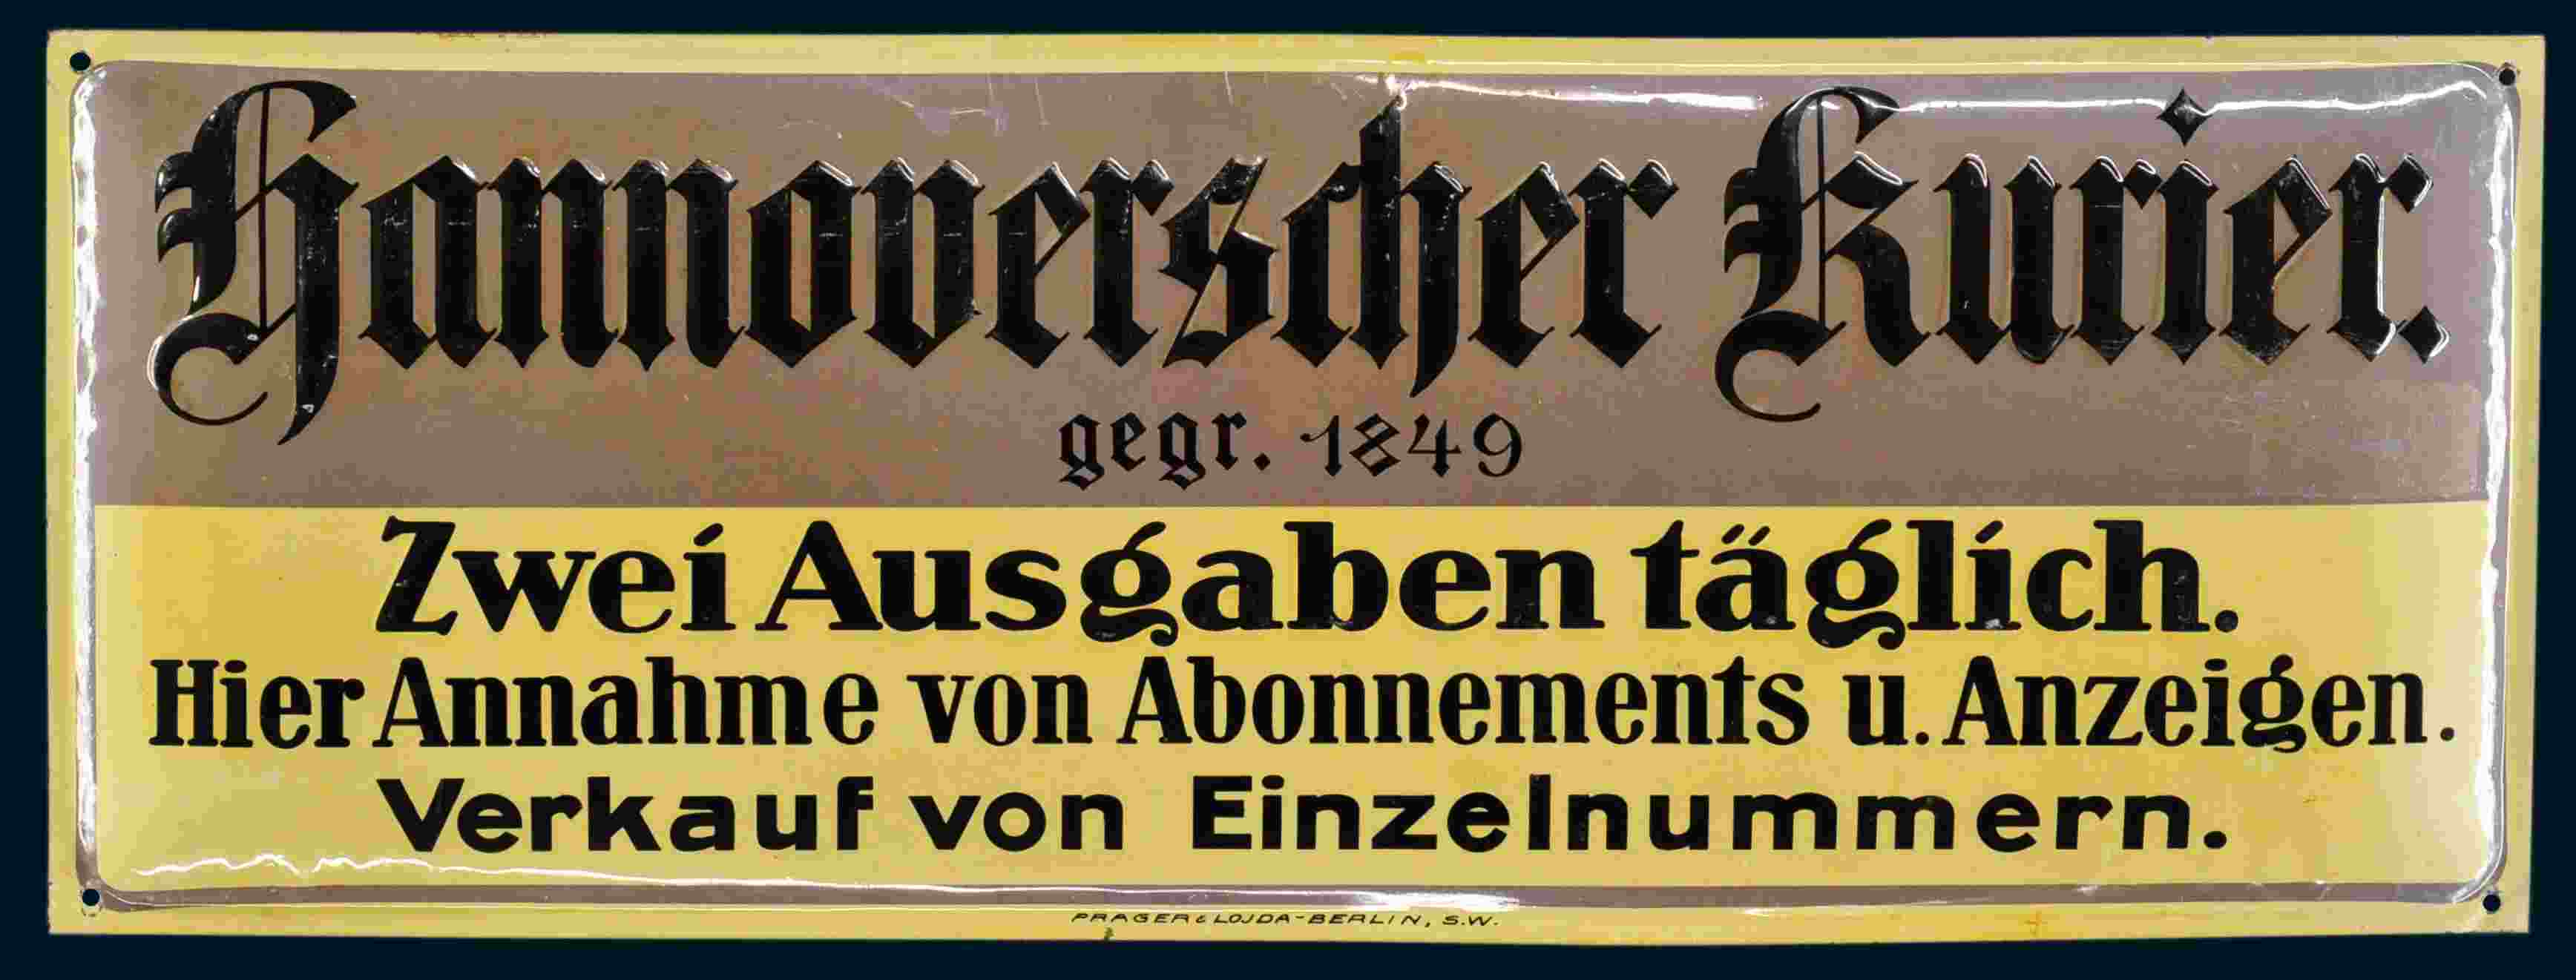 Hannoverscher Kurier.
gegr. 1849
Zwei Ausgaben täglich.
Hier Annahme von Abonnements u. Anzeigen.
Verkauf von Einzelnummern.
PRAGER & LOJDA-BERLIN, S.W.